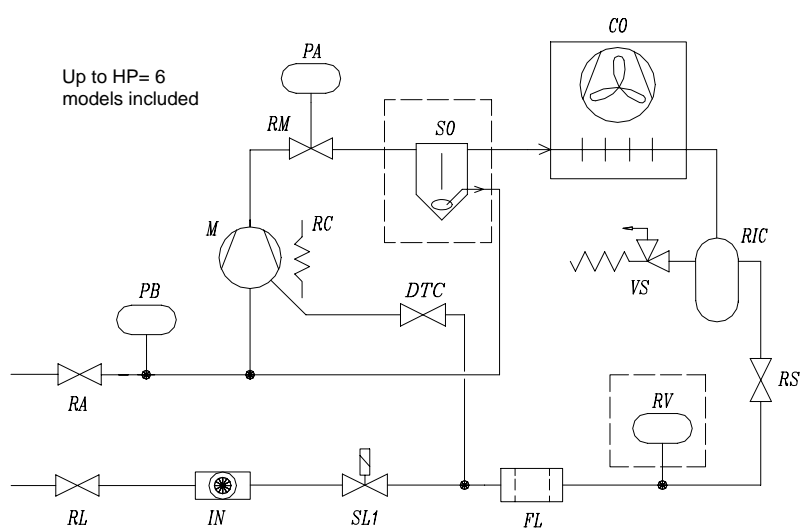 CO
PA
Up to HP= 6
models included
RM
SO
M
RC
RIC
VS
DTC
PB
RA
RS
RV
RL
IN
SL1
FL